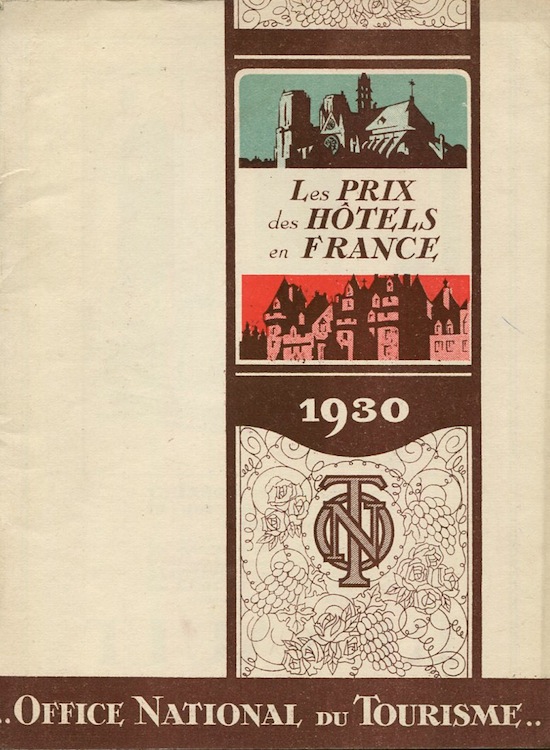 Les PRIX
des HÔTELS
en FRANCE
1930
ONT
..OFFICE NATIONAL DU TOURISME..